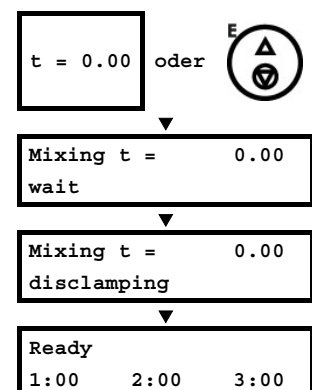 t = 0.00 oder E
Mixing t = 0.00
wait
Mixing t = 0.00
disclamping
Ready
1:00 2:00 3:00